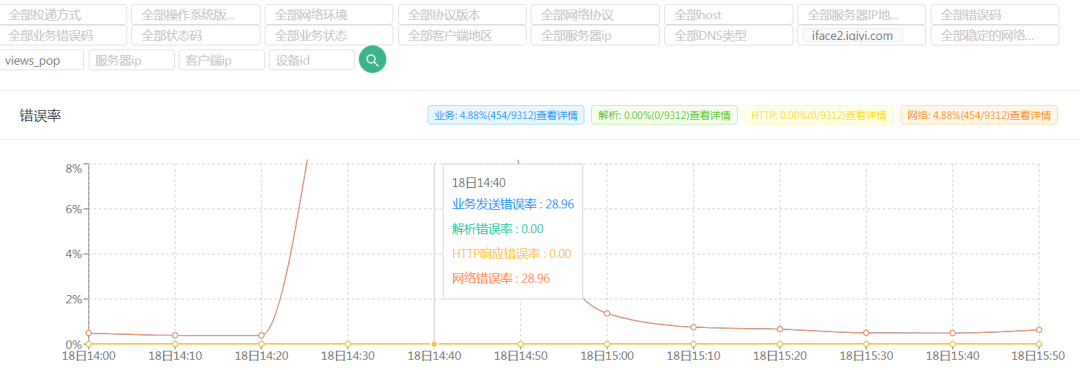 全部投递方式 全部操作系统版... 全部网络环境 全部协议版本 全部网络协议 全部host 全部服务器IP地... 全部错误码
全部业务错误码 全部状态码 全部业务状态 全部客户端地区 全部服务器ip 全部DNS类型 iface2.iqiyi.com 全部稳定的网络...
views_pop 服务器ip 客户端ip 设备id
错误率 业务: 4.88%(454/9312)查看详情 解析: 0.00%(0/9312)查看详情 HTTP: 0.00%(0/9312)查看详情 网络: 4.88%(454/9312)查看详情
8%
6%
4%
2%
0%
18日14:40
业务发送错误率 : 28.96
解析错误率 : 0.00
HTTP响应错误率 : 0.00
网络错误率 : 28.96
18日14:00 18日14:10 18日14:20 18日14:30 18日14:40 18日14:50 18日15:00 18日15:10 18日15:20 18日15:30 18日15:40 18日15:50